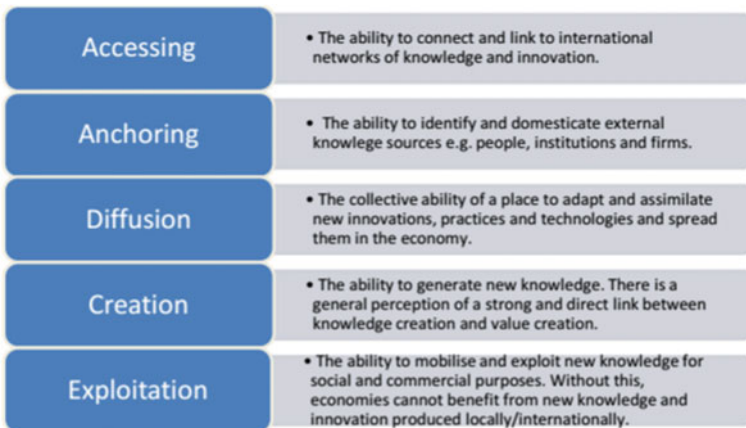 Accessing
• The ability to connect and link to international
networks of knowledge and innovation.
Anchoring
• The ability to identify and domesticate external
knowlege sources e.g. people, institutions and firms.
Diffusion
• The collective ability of a place to adapt and assimilate
new innovations, practices and technologies and spread
them in the economy.
Creation
• The ability to generate new knowledge. There is a
general perception of a strong and direct link between
knowledge creation and value creation.
Exploitation
• The ability to mobilise and exploit new knowledge for
social and commercial purposes. Without this,
economies cannot benefit from new knowledge and
innovation produced locally/internationally.